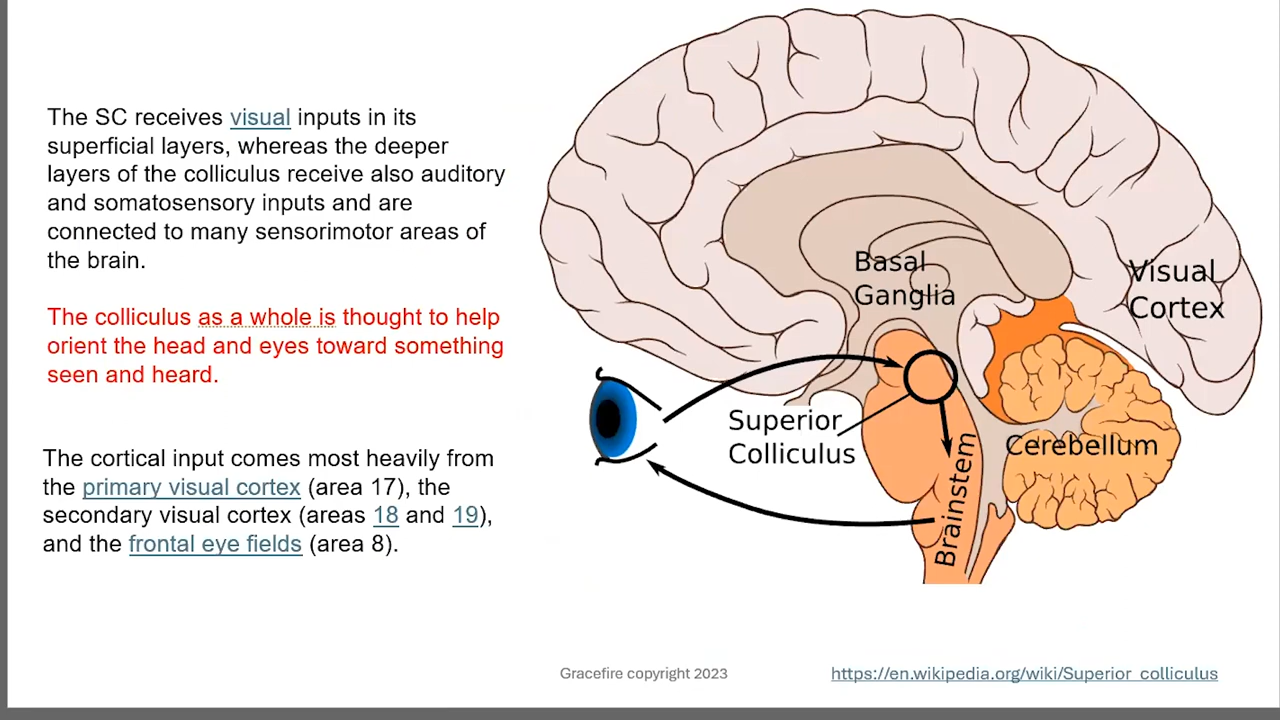 The SC receives visual inputs in its
superficial layers, whereas the deeper
layers of the colliculus receive also auditory
and somatosensory inputs and are
connected to many sensorimotor areas of
the brain.
The colliculus as a whole is thought to help
orient the head and eyes toward something
seen and heard.
The cortical input comes most heavily from
the primary visual cortex (area 17), the
secondary visual cortex (areas 18 and 19),
and the frontal eye fields (area 8).
Basal
Ganglia
Visual
Cortex
Superior
Colliculus
Cerebellum
Brainstem
Gracefire copyright 2023
https://en.wikipedia.org/wiki/Superior_colliculus